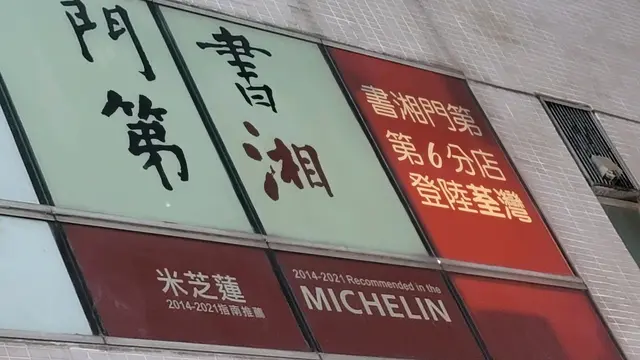 書湘
門第
書湘門第
第6分店
登陸荃灣
米芝蓮
2014-2021指南推薦
2014-2021 Recommended in the
MICHELIN